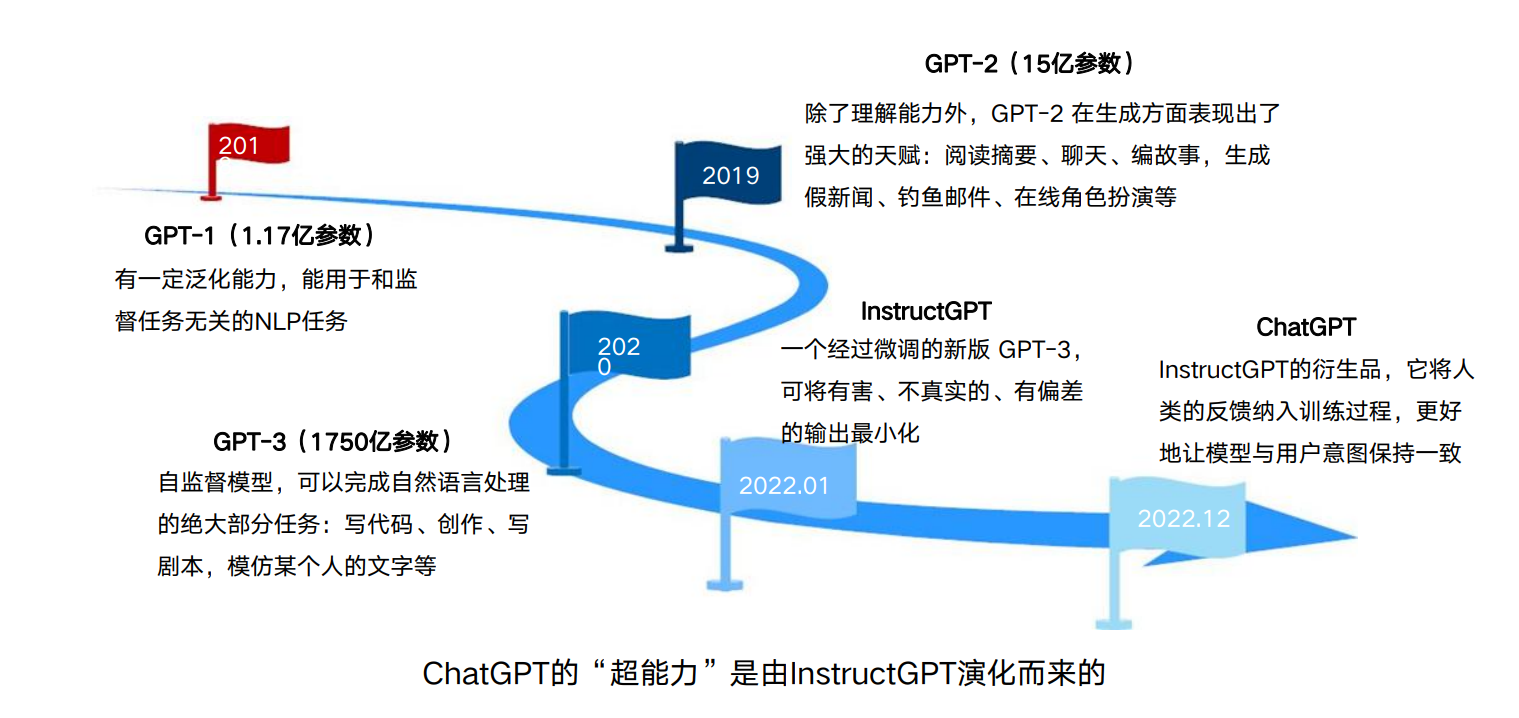 GPT-2（15亿参数）
除了理解能力外，GPT-2 在生成方面表现出了
强大的天赋：阅读摘要、聊天、编故事，生成
假新闻、钓鱼邮件、在线角色扮演等
201
2019
GPT-1（1.17亿参数）
有一定泛化能力，能用于和监
督任务无关的NLP任务
InstructGPT
一个经过微调的新版 GPT-3，
可将有害、不真实的、有偏差
的输出最小化
ChatGPT
InstructGPT的衍生品，它将人
类的反馈纳入训练过程，更好
地让模型与用户意图保持一致
202
0
GPT-3（1750亿参数）
自监督模型，可以完成自然语言处理
的绝大部分任务：写代码、创作、写
剧本，模仿某个人的文字等
2022.01
2022.12
ChatGPT的“超能力”是由InstructGPT演化而来的